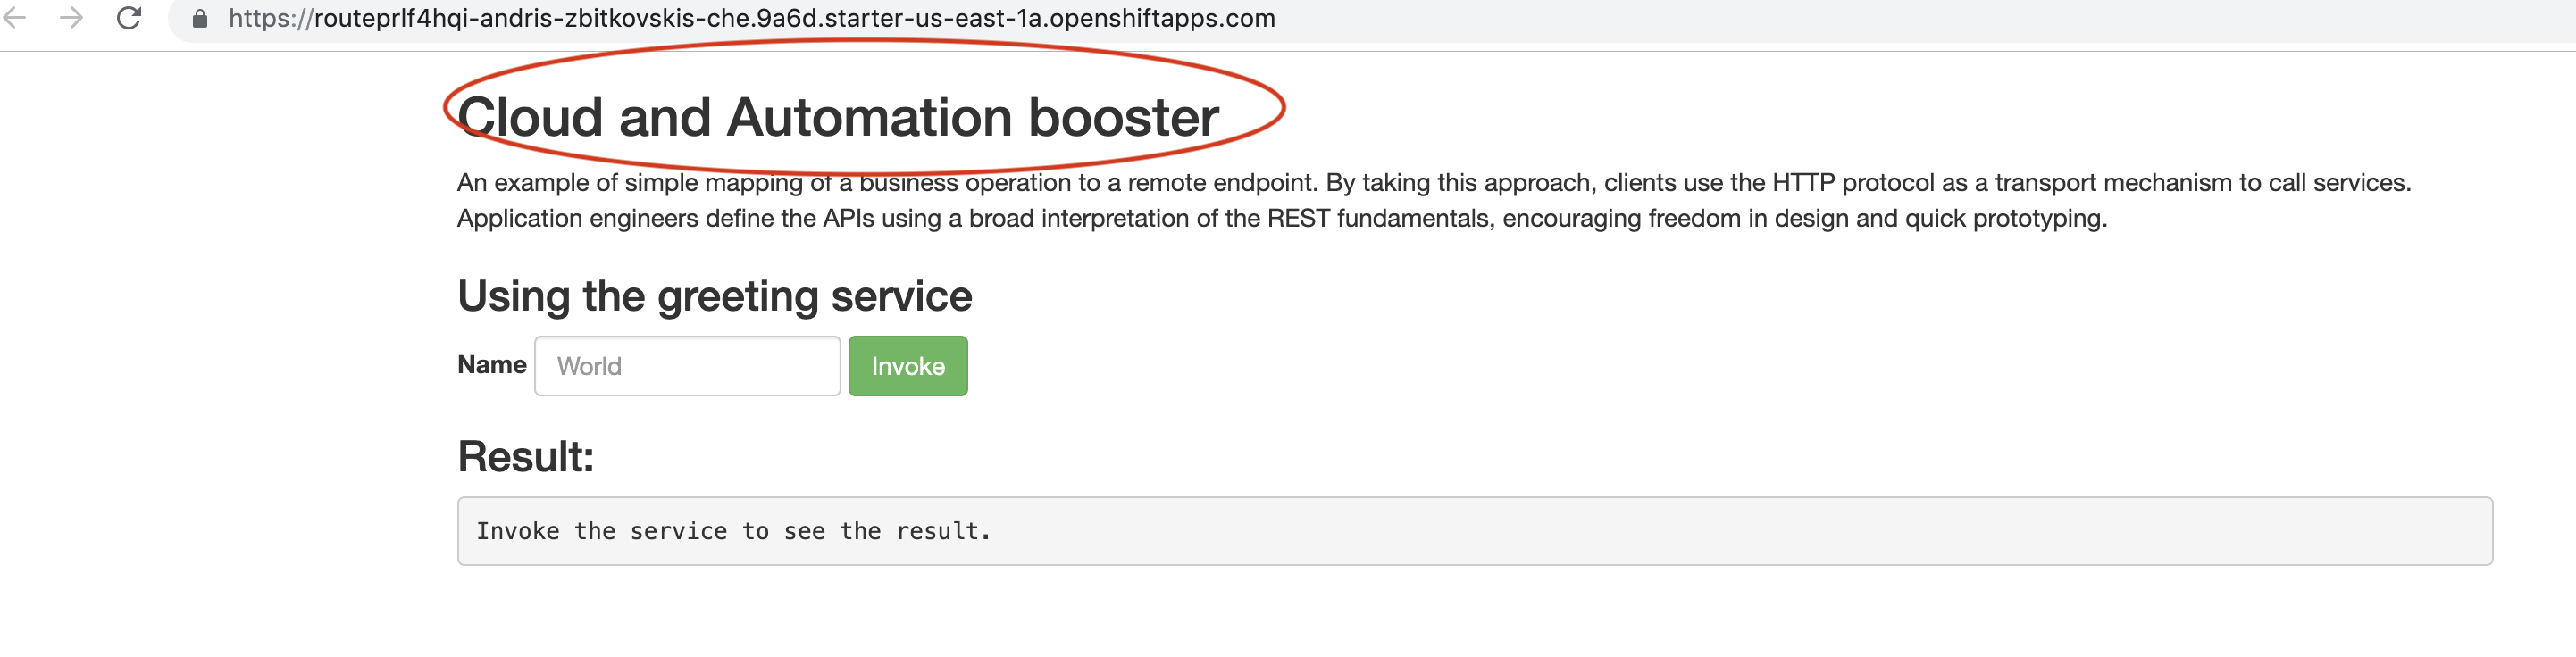 https://routeprlf4hqi-andris-zbitkovskis-che.9a6d.starter-us-east-1a.openshiftapps.com
Cloud and Automation booster
An example of simple mapping of a business operation to a remote endpoint. By taking this approach, clients use the HTTP protocol as a transport mechanism to call services.
Application engineers define the APIs using a broad interpretation of the REST fundamentals, encouraging freedom in design and quick prototyping.
Using the greeting service
Name World Invoke
Result:
Invoke the service to see the result.